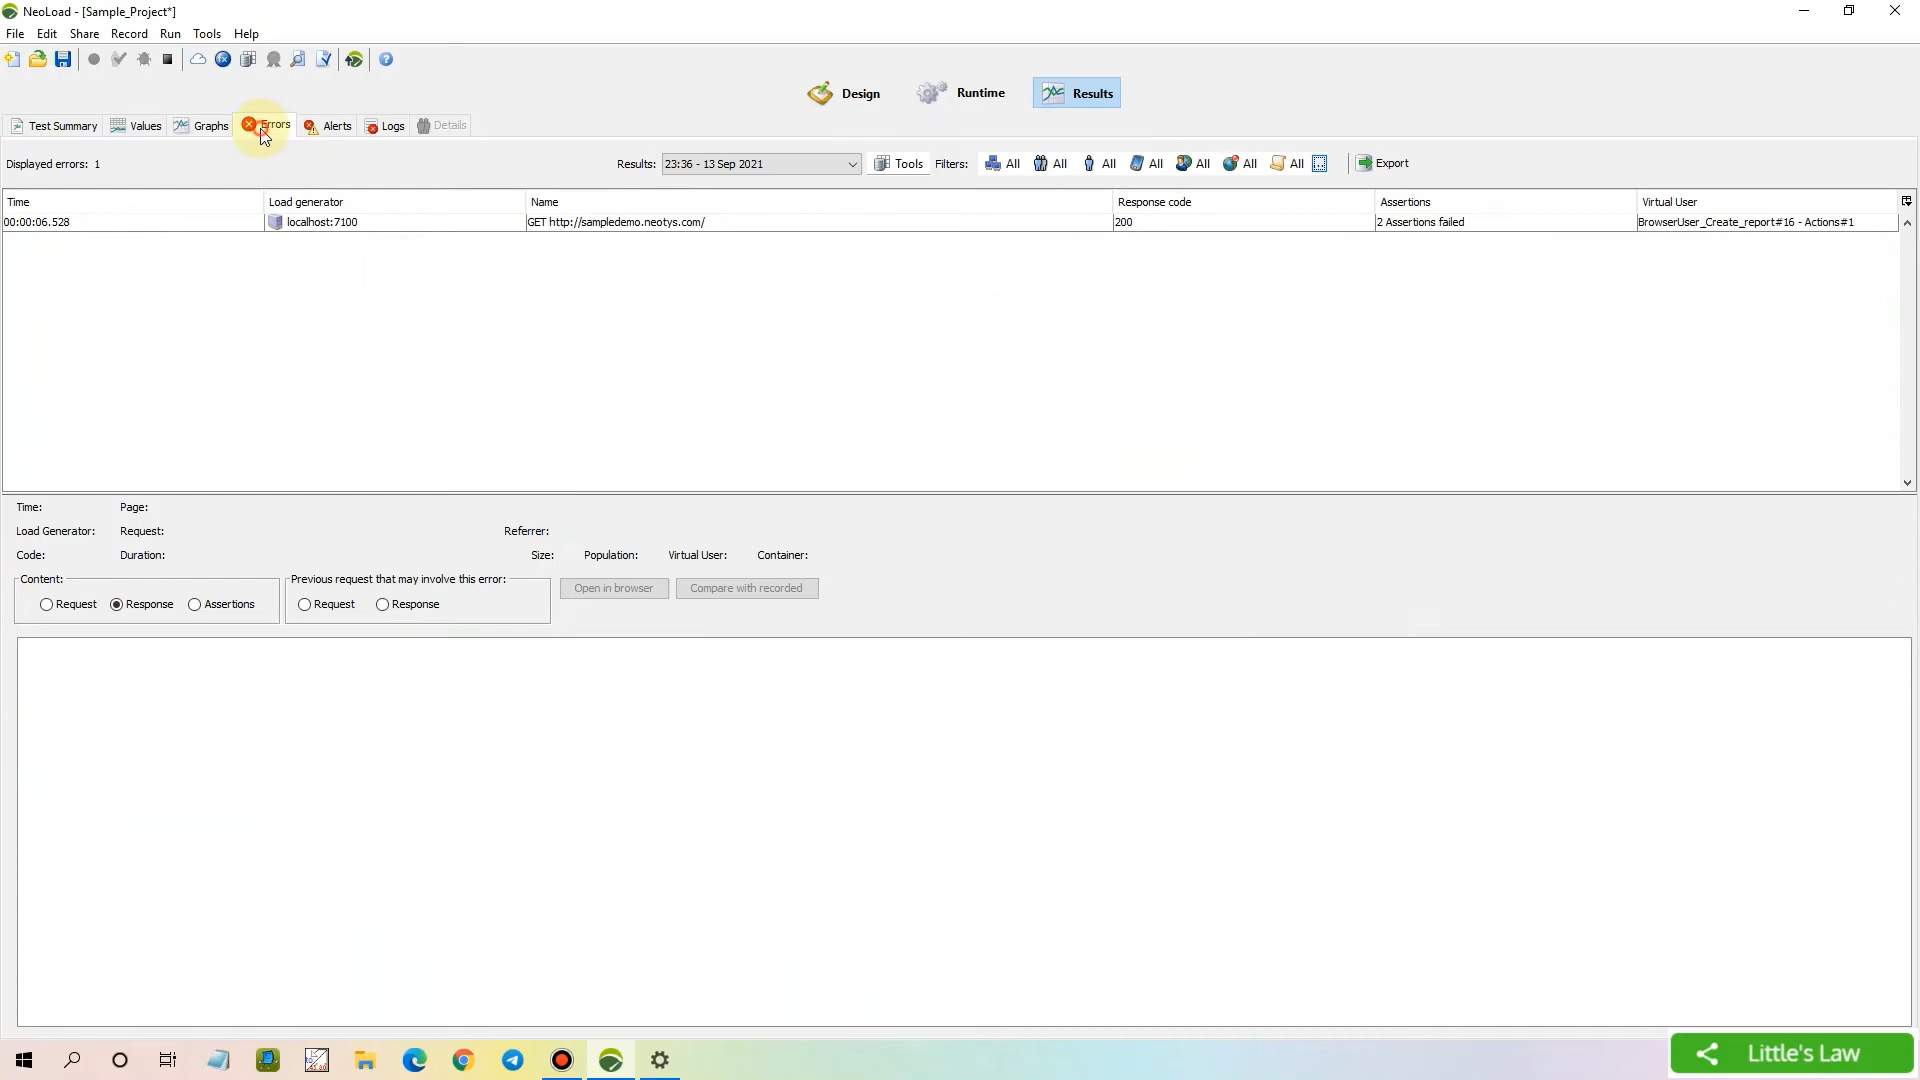 NeoLoad - [Sample_Project*]
File Edit Share Record Run Tools Help
Design Runtime Results
Test Summary Values Graphs Errors Alerts Logs Details
Displayed errors: 1 Results: 23:36 - 13 Sep 2021 Tools Filters: All All All All All All All Export
Time Load generator Name Response code Assertions Virtual User
00:00:06.528 localhost:7100 GET http://sampledemo.neotys.com/ 200 2 Assertions failed BrowserUser_Create_report#16 - Actions#1
Time: Page:
Load Generator: Request: Referrer:
Code: Duration: Size: Population: Virtual User: Container:
Content: Previous request that may involve this error:
Open in browser Compare with recorded
Request Response Assertions Request Response
Little's Law